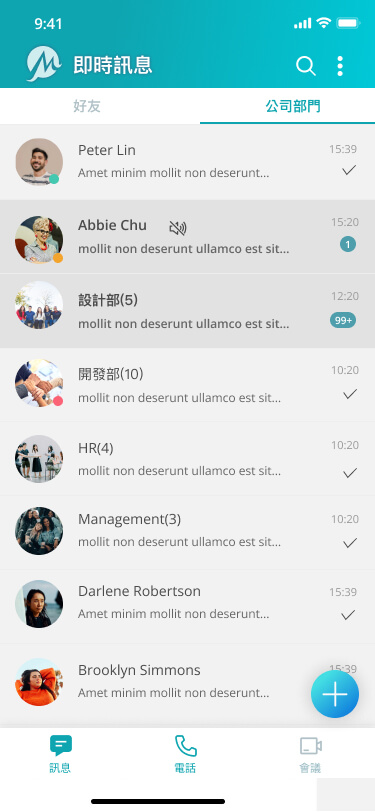 9:41
即時訊息
好友 公司部門
Peter Lin 15:39
Amet minim mollit non deserunt...
Abbie Chu 15:20
mollit non deserunt ullamco est sit... 1
設計部(5) 12:20
mollit non deserunt ullamco est sit... 99+
開發部(10) 10:20
mollit non deserunt ullamco est sit...
HR(4) 10:20
mollit non deserunt ullamco est sit...
Management(3) 10:20
mollit non deserunt ullamco est sit...
Darlene Robertson 15:39
Amet minim mollit non deserunt...
Brooklyn Simmons 15:39
Amet minim mollit non deserunt...
訊息 電話 會議